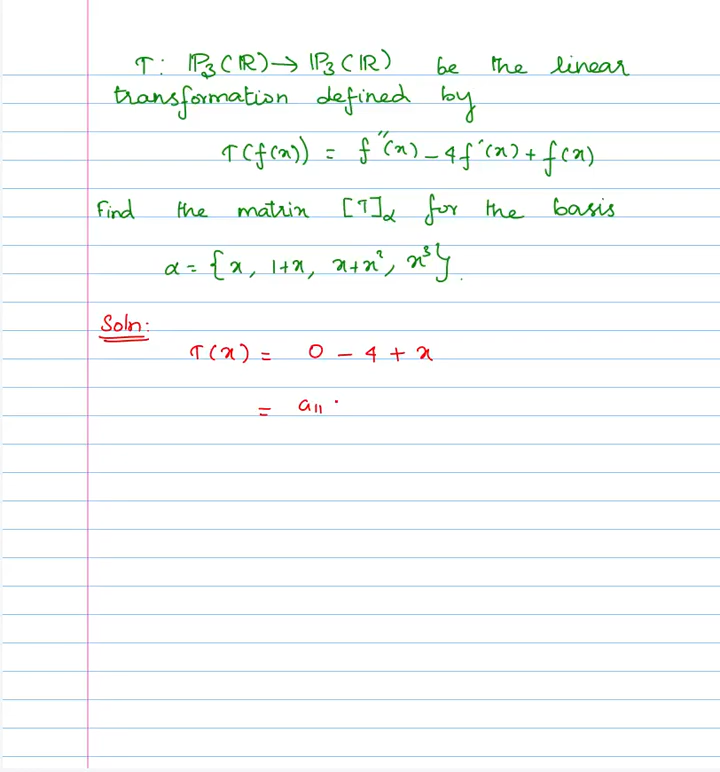 T: P₃(ℝ) → P₃(ℝ) be the linear
transformation defined by
T(f(x)) = f″(x) – 4f′(x) + f(x)
Find the matrix [T]α for the basis
α = {x, 1+x, x+x², x³}.
Soln:
T(x) = 0 – 4 + x
= a₁₁ ·